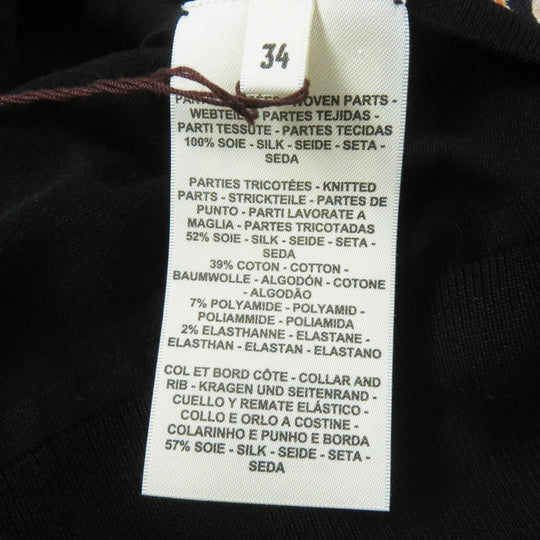 34
WOVEN PARTS -
WEBTEILE - PARTES TEJIDAS -
PARTI TESSUTE - PARTES TECIDAS
100% SOIE - SILK - SEIDE - SETA -
SEDA
PARTIES TRICOTÉES - KNITTED
PARTS - STRICKTEILE - PARTES DE
PUNTO - PARTI LAVORATE A
MAGLIA - PARTES TRICOTADAS
52% SOIE - SILK - SEIDE - SETA -
SEDA
39% COTON - COTTON -
BAUMWOLLE - ALGODÓN - COTONE
- ALGODÃO
7% POLYAMIDE - POLYAMID -
POLIAMMIDE - POLIAMIDA
2% ELASTHANNE - ELASTANE -
ELASTHAN - ELASTAN - ELASTANO
COL ET BORD CÔTE - COLLAR AND
RIB - KRAGEN UND SEITENRAND -
CUELLO Y REMATE ELÁSTICO -
COLLO E ORLO A COSTINE -
COLARINHO E PUNHO E BORDA
57% SOIE - SILK - SEIDE - SETA -
SEDA